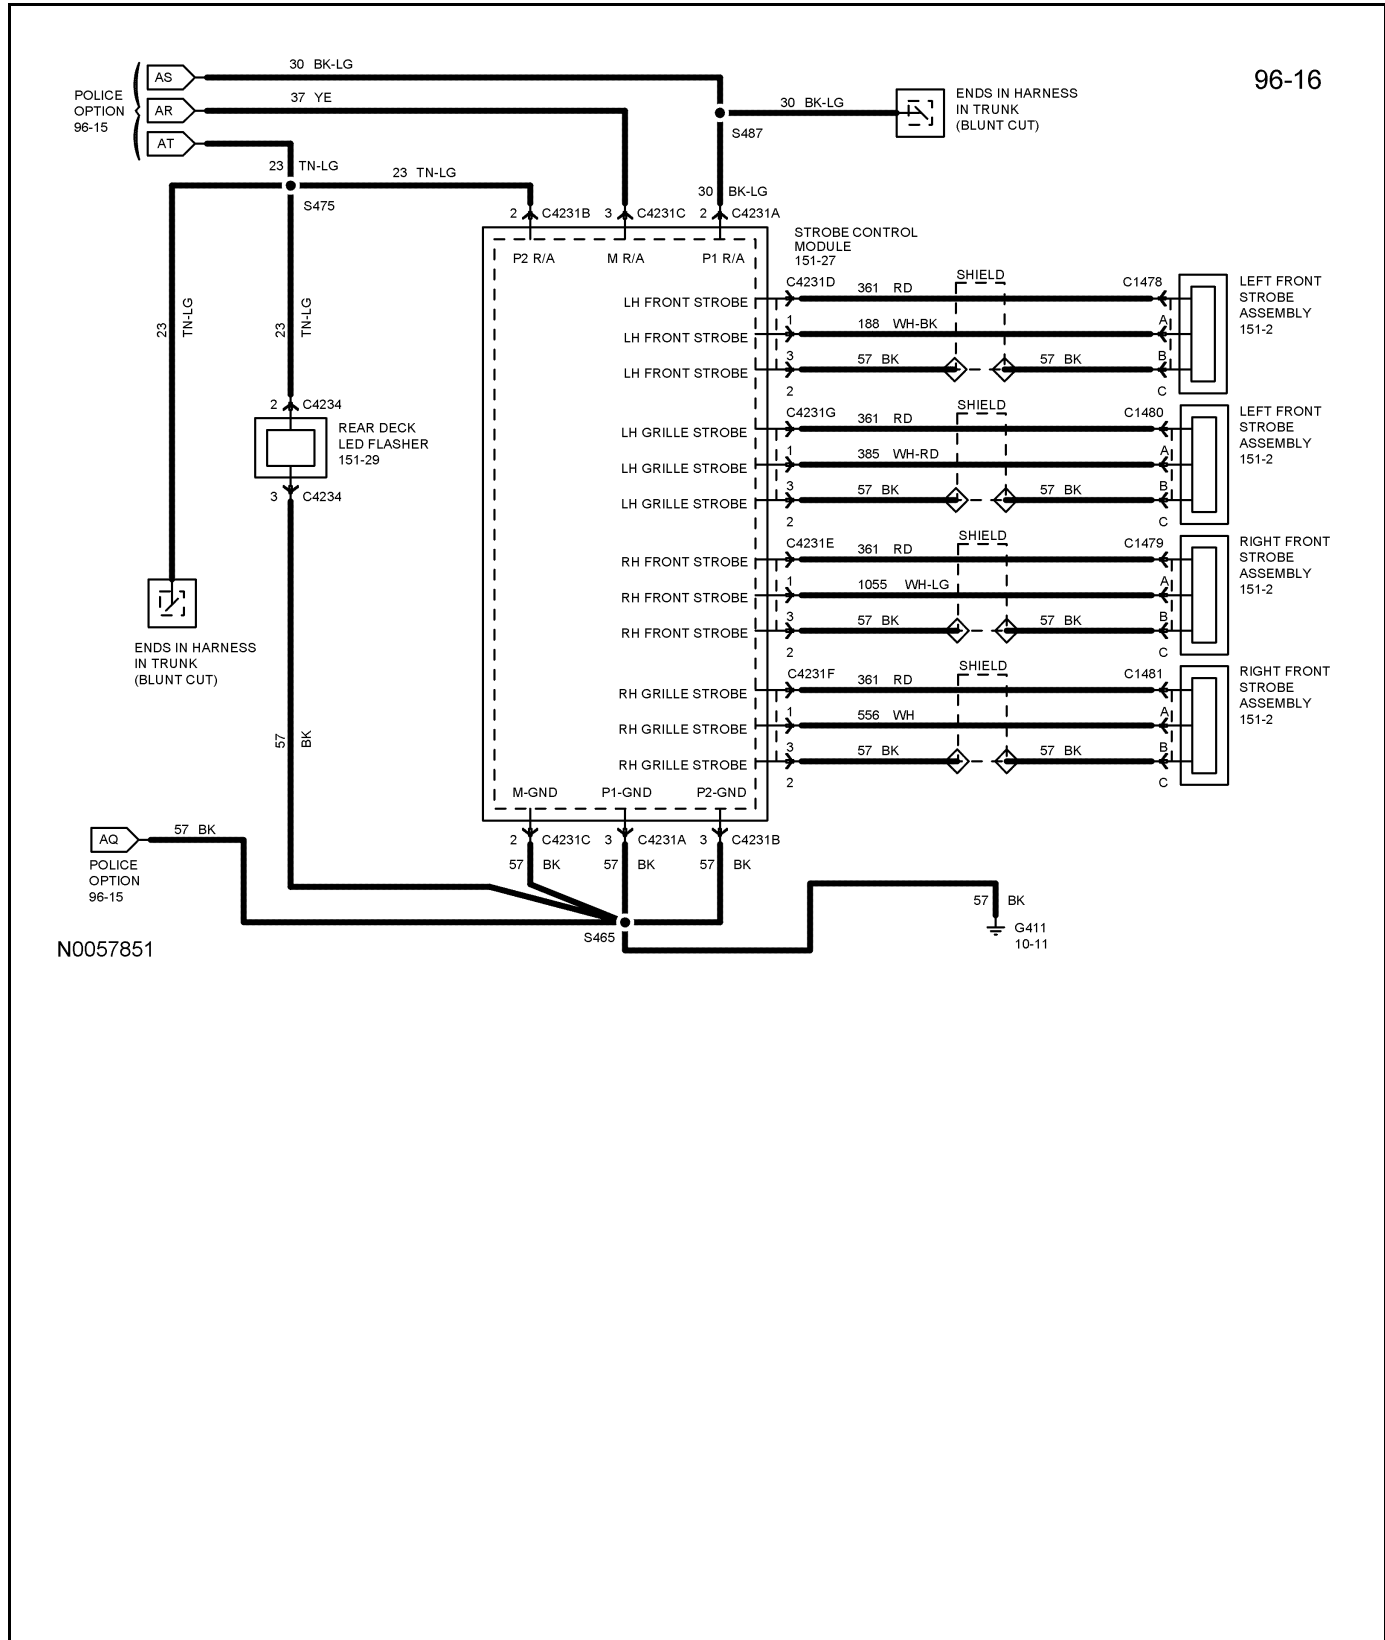 96-16
30 BK-LG
AS
POLICE
OPTION
96-15
37 YE
AR
AT
30 BK-LG
ENDS IN HARNESS
IN TRUNK
(BLUNT CUT)
S487
23 TN-LG
23 TN-LG
S475
30 BK-LG
2 C4231B
3 C4231C
2 C4231A
STROBE CONTROL
MODULE
151-27
P2 R/A
M R/A
P1 R/A
23 TN-LG
23 TN-LG
2 C4234
REAR DECK
LED FLASHER
151-29
3 C4234
ENDS IN HARNESS
IN TRUNK
(BLUNT CUT)
57 BK
LH FRONT STROBE
LH FRONT STROBE
LH FRONT STROBE
C4231D
361 RD
SHIELD
C1478
1
188 WH-BK
A
3
57 BK
57 BK
B
2
C
LEFT FRONT
STROBE
ASSEMBLY
151-2
LH GRILLE STROBE
LH GRILLE STROBE
LH GRILLE STROBE
C4231G
361 RD
SHIELD
C1480
1
385 WH-RD
A
3
57 BK
57 BK
B
2
C
LEFT FRONT
STROBE
ASSEMBLY
151-2
RH FRONT STROBE
RH FRONT STROBE
RH FRONT STROBE
C4231E
361 RD
SHIELD
C1479
1
1055 WH-LG
A
3
57 BK
57 BK
B
2
C
RIGHT FRONT
STROBE
ASSEMBLY
151-2
RH GRILLE STROBE
RH GRILLE STROBE
RH GRILLE STROBE
C4231F
361 RD
SHIELD
C1481
1
556 WH
A
3
57 BK
57 BK
B
2
C
RIGHT FRONT
STROBE
ASSEMBLY
151-2
M-GND
P1-GND
P2-GND
2 C4231C
3 C4231A
3 C4231B
57 BK
57 BK
57 BK
57 BK
AQ
POLICE
OPTION
96-15
S465
57 BK
G411
10-11
N0057851